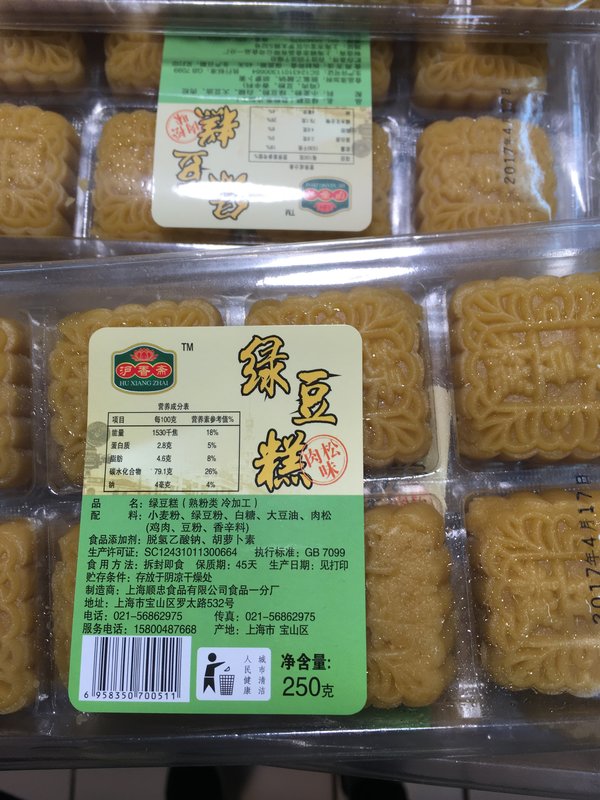 2017年4月17日
沪香斋
HU XIANG ZHAI
TM
绿豆糕
肉松味
营养成分表
项目 每100克 营养素参考值%
能量 1530千焦 18%
蛋白质 2.8克 5%
脂肪 4.6克 8%
碳水化合物 79.1克 26%
钠 4毫克 4%
品 名：绿豆糕（熟粉类 冷加工）
配 料：小麦粉、绿豆粉、白糖、大豆油、肉松
(鸡肉、豆粉、香辛料)
食品添加剂：脱氢乙酸钠、胡萝卜素
生产许可证：SC12431011300664 执行标准：GB 7099
食用方法：拆封即食 保质期：45天 生产日期：见打印
贮存条件：存放于阴凉干燥处
制造商：上海顺忠食品有限公司食品一分厂
地址：上海市宝山区罗太路532号
电话：021-56862975 传真：021-56862975
服务电话：15800487668 产地：上海市 宝山区
6 958350 700511
人民健康
城市清洁
净含量：
250克
2017年4月17日